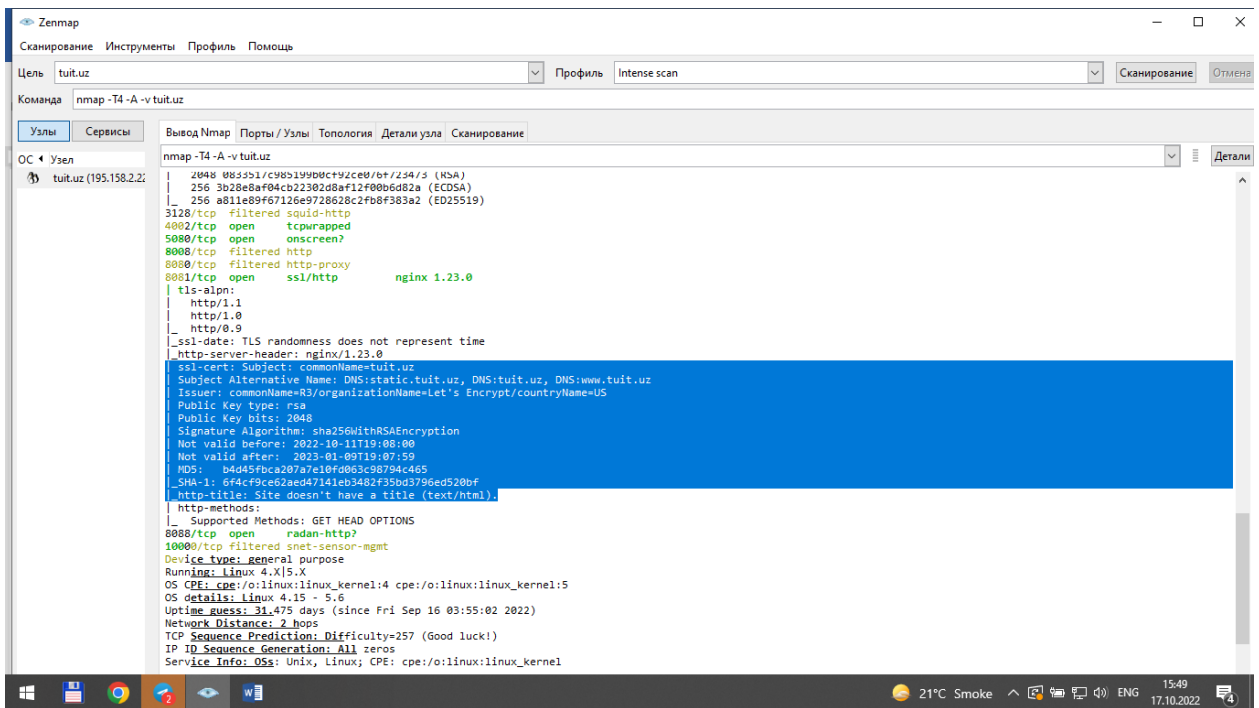 Zenmap
Сканирование Инструменты Профиль Помощь
Цель tuit.uz Профиль Intense scan Сканирование Отмена
Команда nmap -T4 -A -v tuit.uz
Узлы Сервисы Вывод Nmap Порты / Узлы Топология Детали узла Сканирование
ОС Узел nmap -T4 -A -v tuit.uz Детали
tuit.uz (195.158.2.22
| 2048 0833517c985199b0cf92ce076f723473 (RSA)
| 256 3b28e8af04cb22302d8af12f00b6d82a (ECDSA)
|_ 256 a811e89f67126e9728628c2fb8f383a2 (ED25519)
3128/tcp filtered squid-http
4002/tcp open tcpwrapped
5080/tcp open onscreen?
8008/tcp filtered http
8080/tcp filtered http-proxy
8081/tcp open ssl/http nginx 1.23.0
| tls-alpn:
| http/1.1
| http/1.0
|_ http/0.9
|_ssl-date: TLS randomness does not represent time
|_http-server-header: nginx/1.23.0
| ssl-cert: Subject: commonName=tuit.uz
| Subject Alternative Name: DNS:static.tuit.uz, DNS:tuit.uz, DNS:www.tuit.uz
| Issuer: commonName=R3/organizationName=Let's Encrypt/countryName=US
| Public Key type: rsa
| Public Key bits: 2048
| Signature Algorithm: sha256WithRSAEncryption
| Not valid before: 2022-10-11T19:08:00
| Not valid after: 2023-01-09T19:07:59
| MD5: b4d45fbca207a7e10fd063c98794c465
|_SHA-1: 6f4cf9ce62aed47141eb3482f35bd3796ed520bf
|_http-title: Site doesn't have a title (text/html).
| http-methods:
|_ Supported Methods: GET HEAD OPTIONS
8088/tcp open radan-http?
10000/tcp filtered snet-sensor-mgmt
Device type: general purpose
Running: Linux 4.X|5.X
OS CPE: cpe:/o:linux:linux_kernel:4 cpe:/o:linux:linux_kernel:5
OS details: Linux 4.15 - 5.6
Uptime guess: 31.475 days (since Fri Sep 16 03:55:02 2022)
Network Distance: 2 hops
TCP Sequence Prediction: Difficulty=257 (Good luck!)
IP ID Sequence Generation: All zeros
Service Info: OSs: Unix, Linux; CPE: cpe:/o:linux:linux_kernel
2 21°C Smoke ENG 15:49
17.10.2022 4